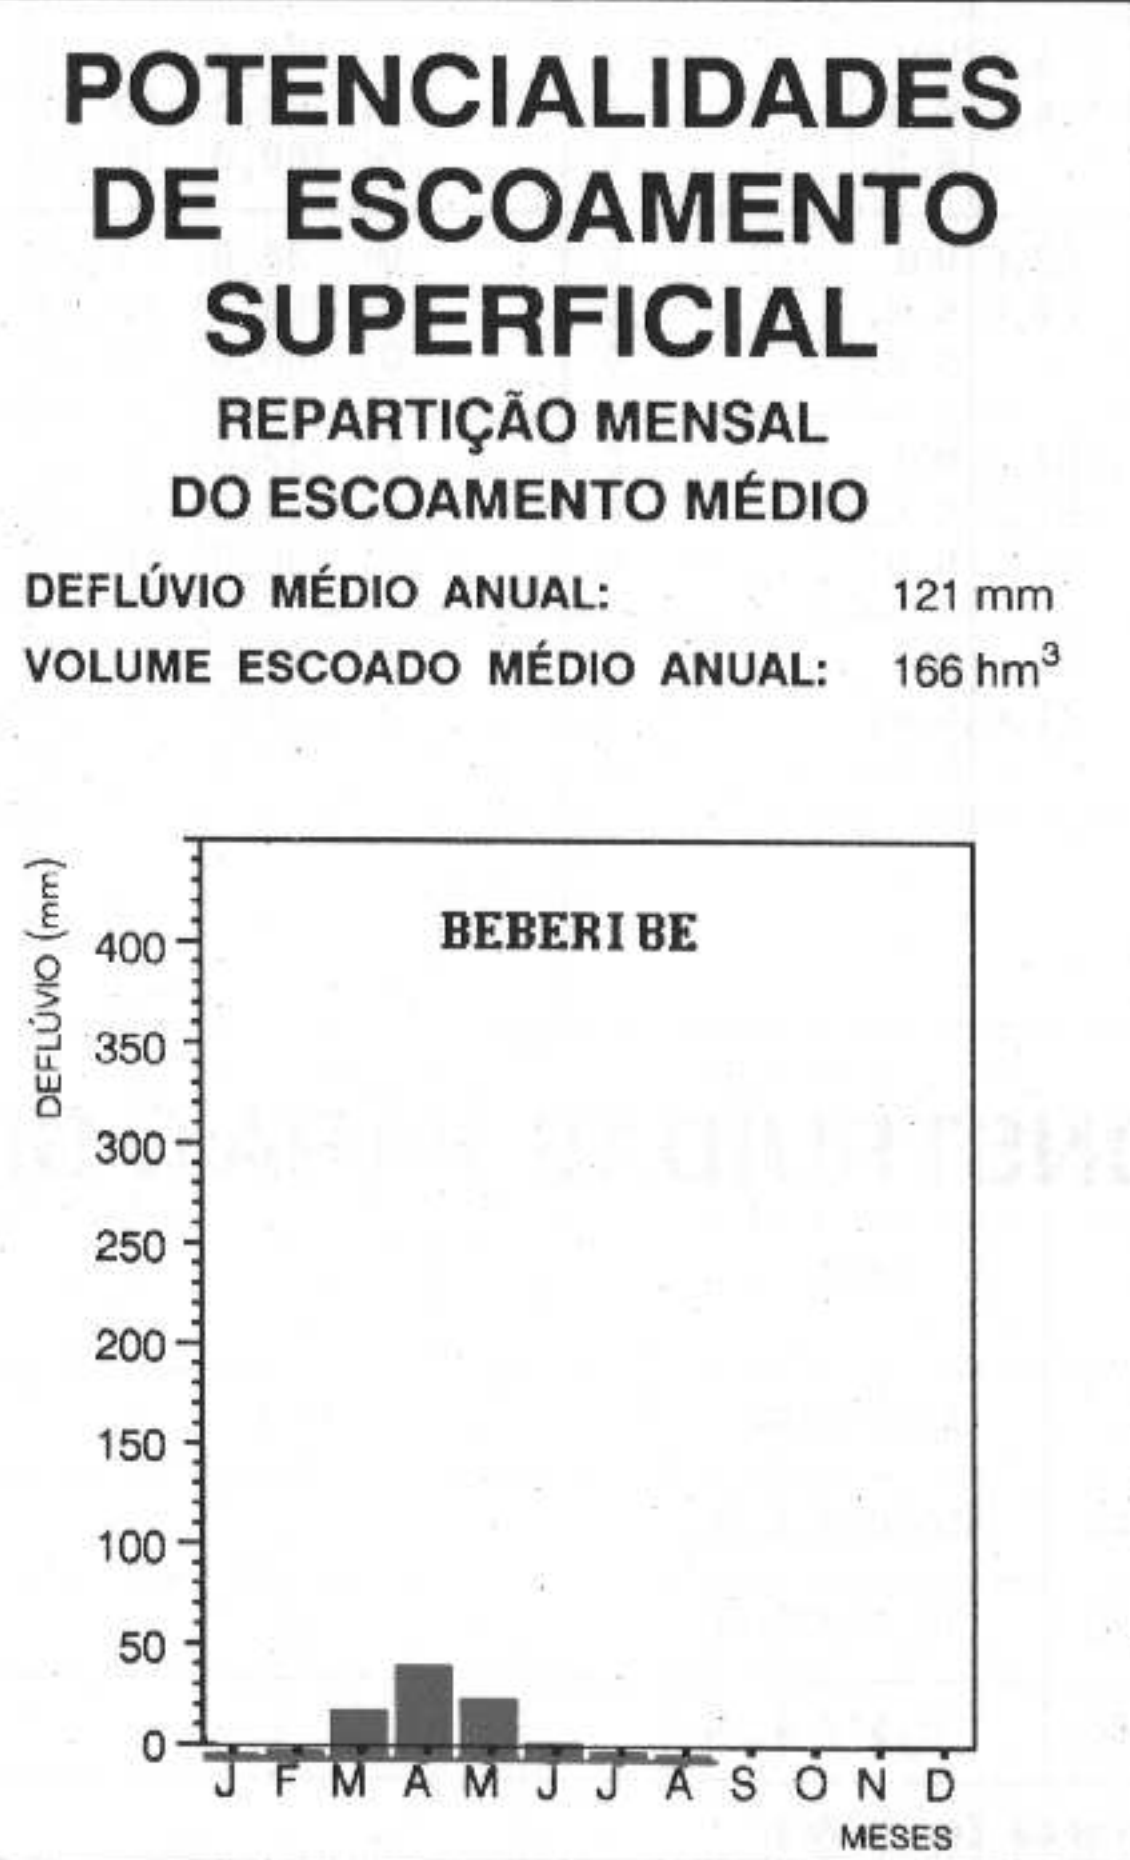 POTENCIALIDADES
DE ESCOAMENTO
SUPERFICIAL
REPARTIÇÃO MENSAL
DO ESCOAMENTO MÉDIO
DEFLÚVIO MÉDIO ANUAL: 121 mm
VOLUME ESCOADO MÉDIO ANUAL: 166 hm³
DEFLÚVIO (mm)
BEBERIBE
400
350
300
250
200
150
100
50
0
J F M A M J J A S O N D
MESES